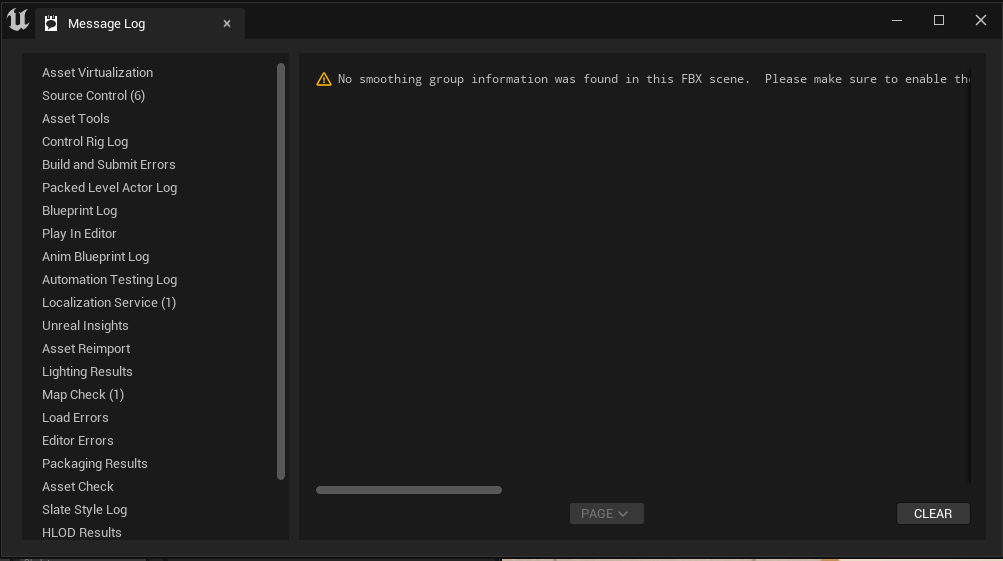 Message Log
Asset Virtualization
Source Control (6)
Asset Tools
Control Rig Log
Build and Submit Errors
Packed Level Actor Log
Blueprint Log
Play In Editor
Anim Blueprint Log
Automation Testing Log
Localization Service (1)
Unreal Insights
Asset Reimport
Lighting Results
Map Check (1)
Load Errors
Editor Errors
Packaging Results
Asset Check
Slate Style Log
HLOD Results
No smoothing group information was found in this FBX scene.  Please make sure to enable the
PAGE
CLEAR